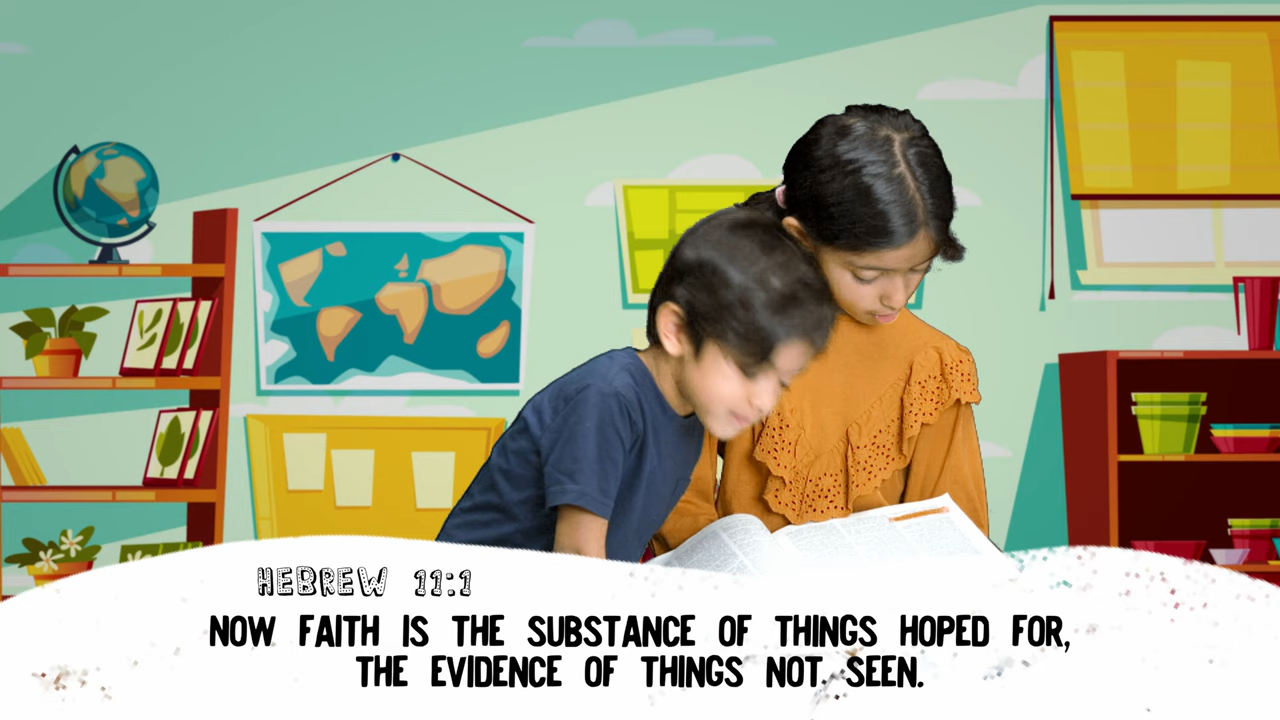 HEBREW 11:1
NOW FAITH IS THE SUBSTANCE OF THINGS HOPED FOR,
THE EVIDENCE OF THINGS NOT SEEN.